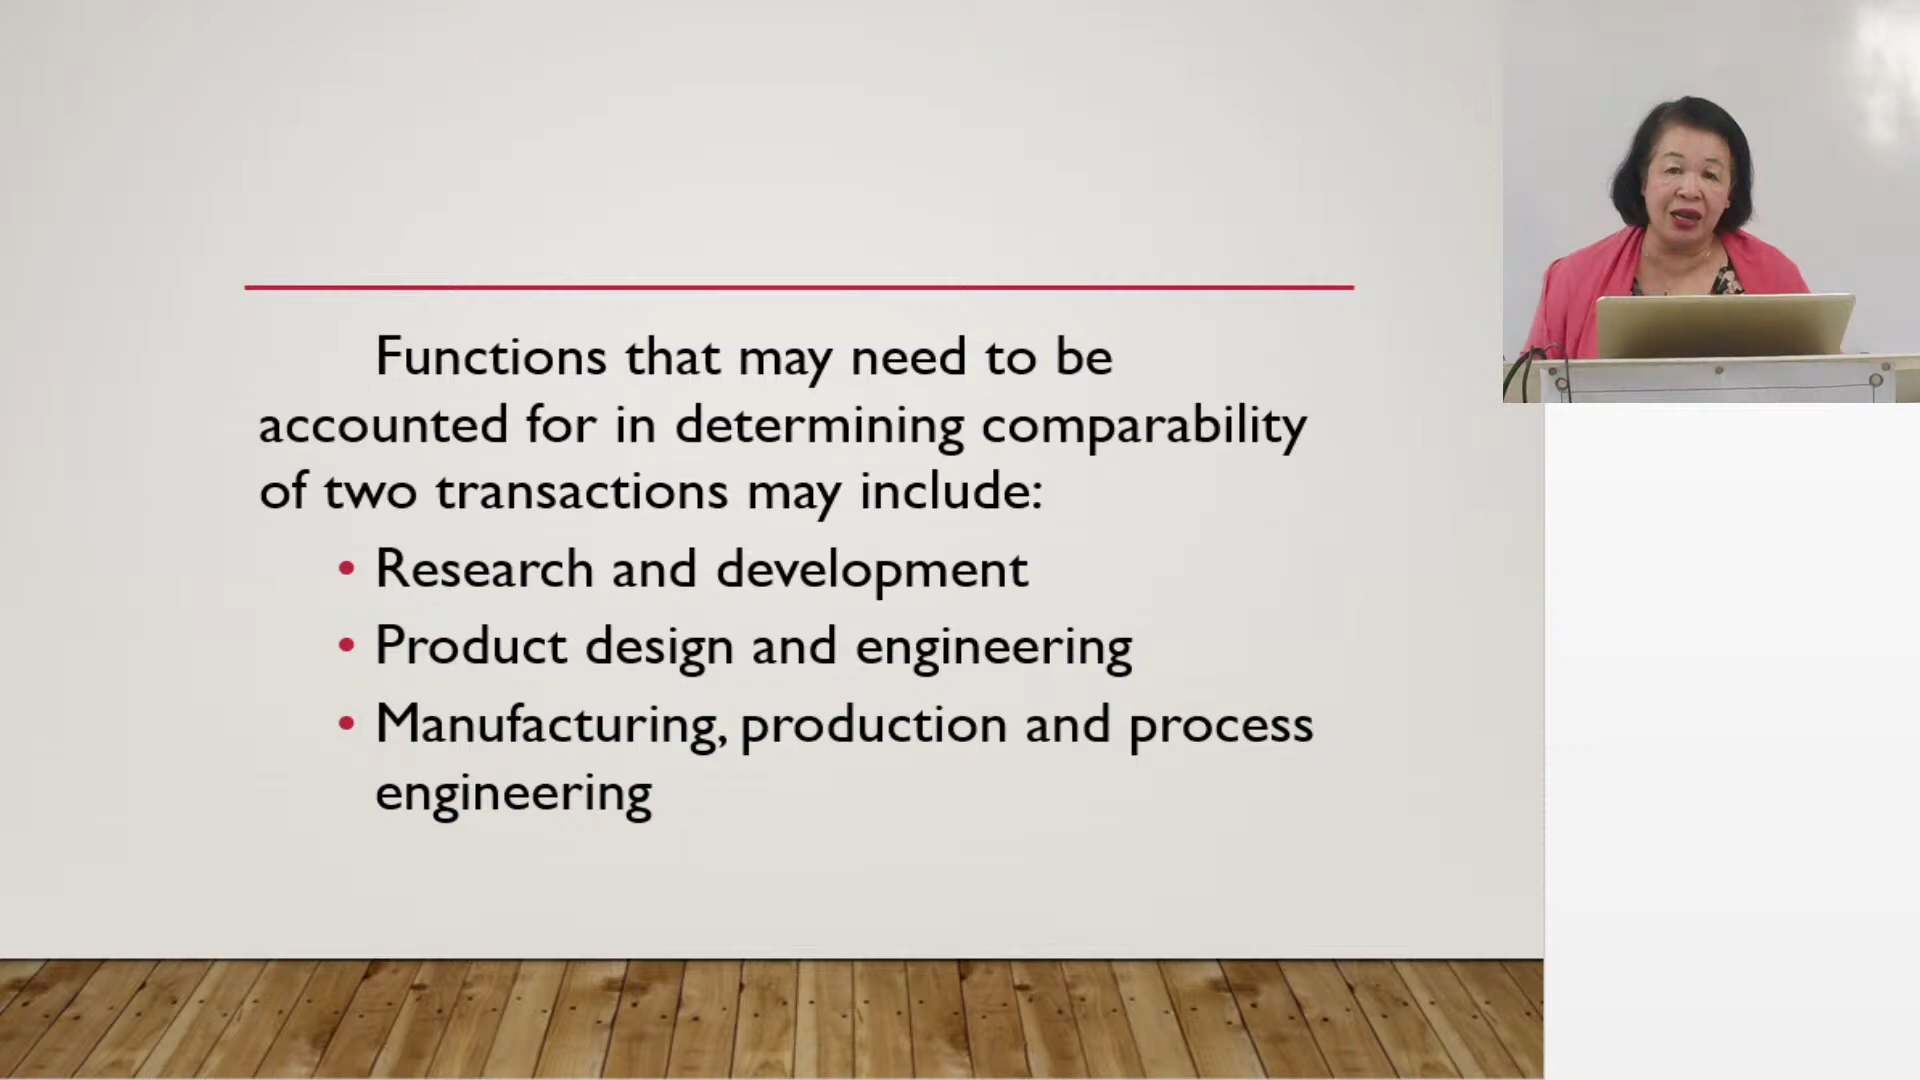 Functions that may need to be
accounted for in determining comparability
of two transactions may include:
• Research and development
• Product design and engineering
• Manufacturing, production and process
engineering